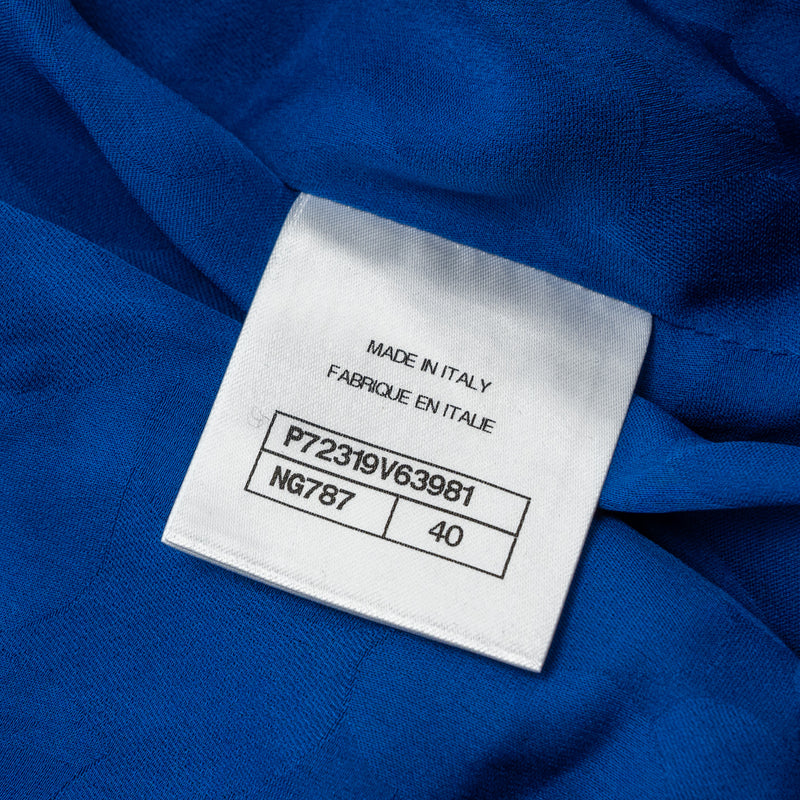 MADE IN ITALY
FABRIQUE EN ITALIE
P72319V63981
NG787 40